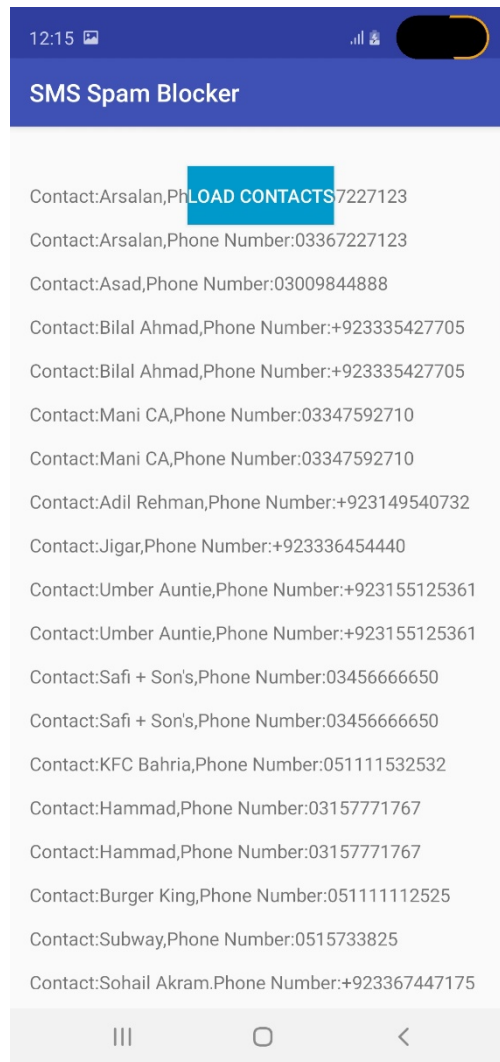 12:15
SMS Spam Blocker
Contact:Arsalan,Ph LOAD CONTACTS 7227123
Contact:Arsalan,Phone Number:03367227123
Contact:Asad,Phone Number:03009844888
Contact:Bilal Ahmad,Phone Number:+923335427705
Contact:Bilal Ahmad,Phone Number:+923335427705
Contact:Mani CA,Phone Number:03347592710
Contact:Mani CA,Phone Number:03347592710
Contact:Adil Rehman,Phone Number:+923149540732
Contact:Jigar,Phone Number:+923336454440
Contact:Umber Auntie,Phone Number:+923155125361
Contact:Umber Auntie,Phone Number:+923155125361
Contact:Safi + Son's,Phone Number:03456666650
Contact:Safi + Son's,Phone Number:03456666650
Contact:KFC Bahria,Phone Number:051111532532
Contact:Hammad,Phone Number:03157771767
Contact:Hammad,Phone Number:03157771767
Contact:Burger King,Phone Number:051111112525
Contact:Subway,Phone Number:0515733825
Contact:Sohail Akram.Phone Number:+923367447175